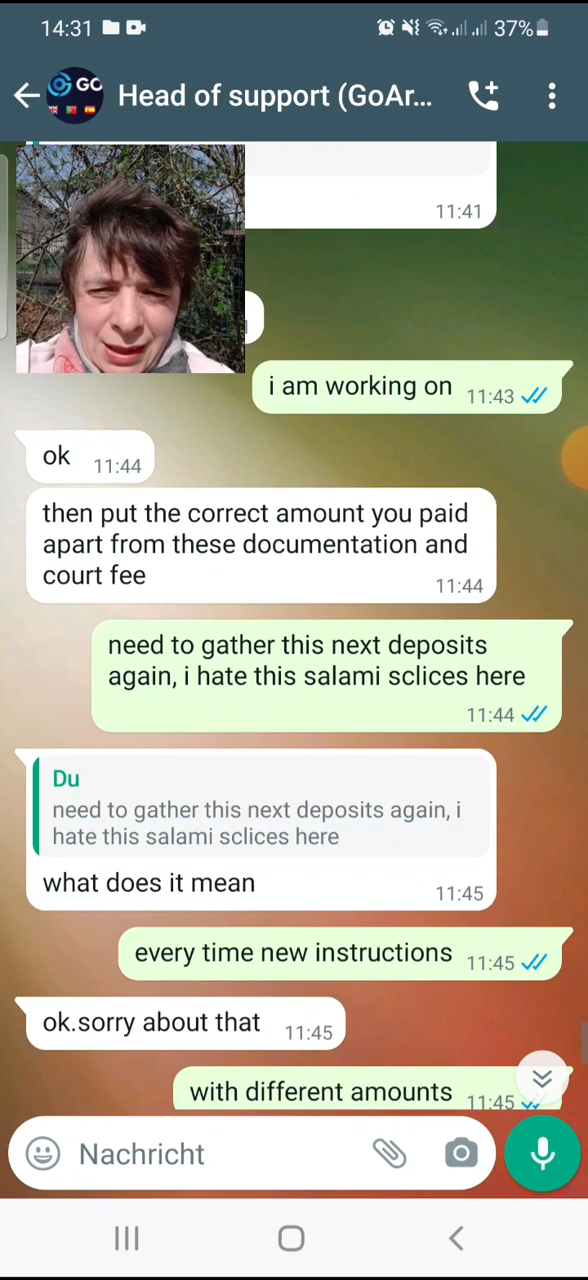 14:31
37%
GO
Head of support (GoAr...
11:41
i am working on
11:43
ok
11:44
then put the correct amount you paid
apart from these documentation and
court fee
11:44
need to gather this next deposits
again, i hate this salami sclices here
11:44
Du
need to gather this next deposits again, i
hate this salami sclices here
what does it mean
11:45
every time new instructions
11:45
ok.sorry about that
11:45
with different amounts
11:45
Nachricht